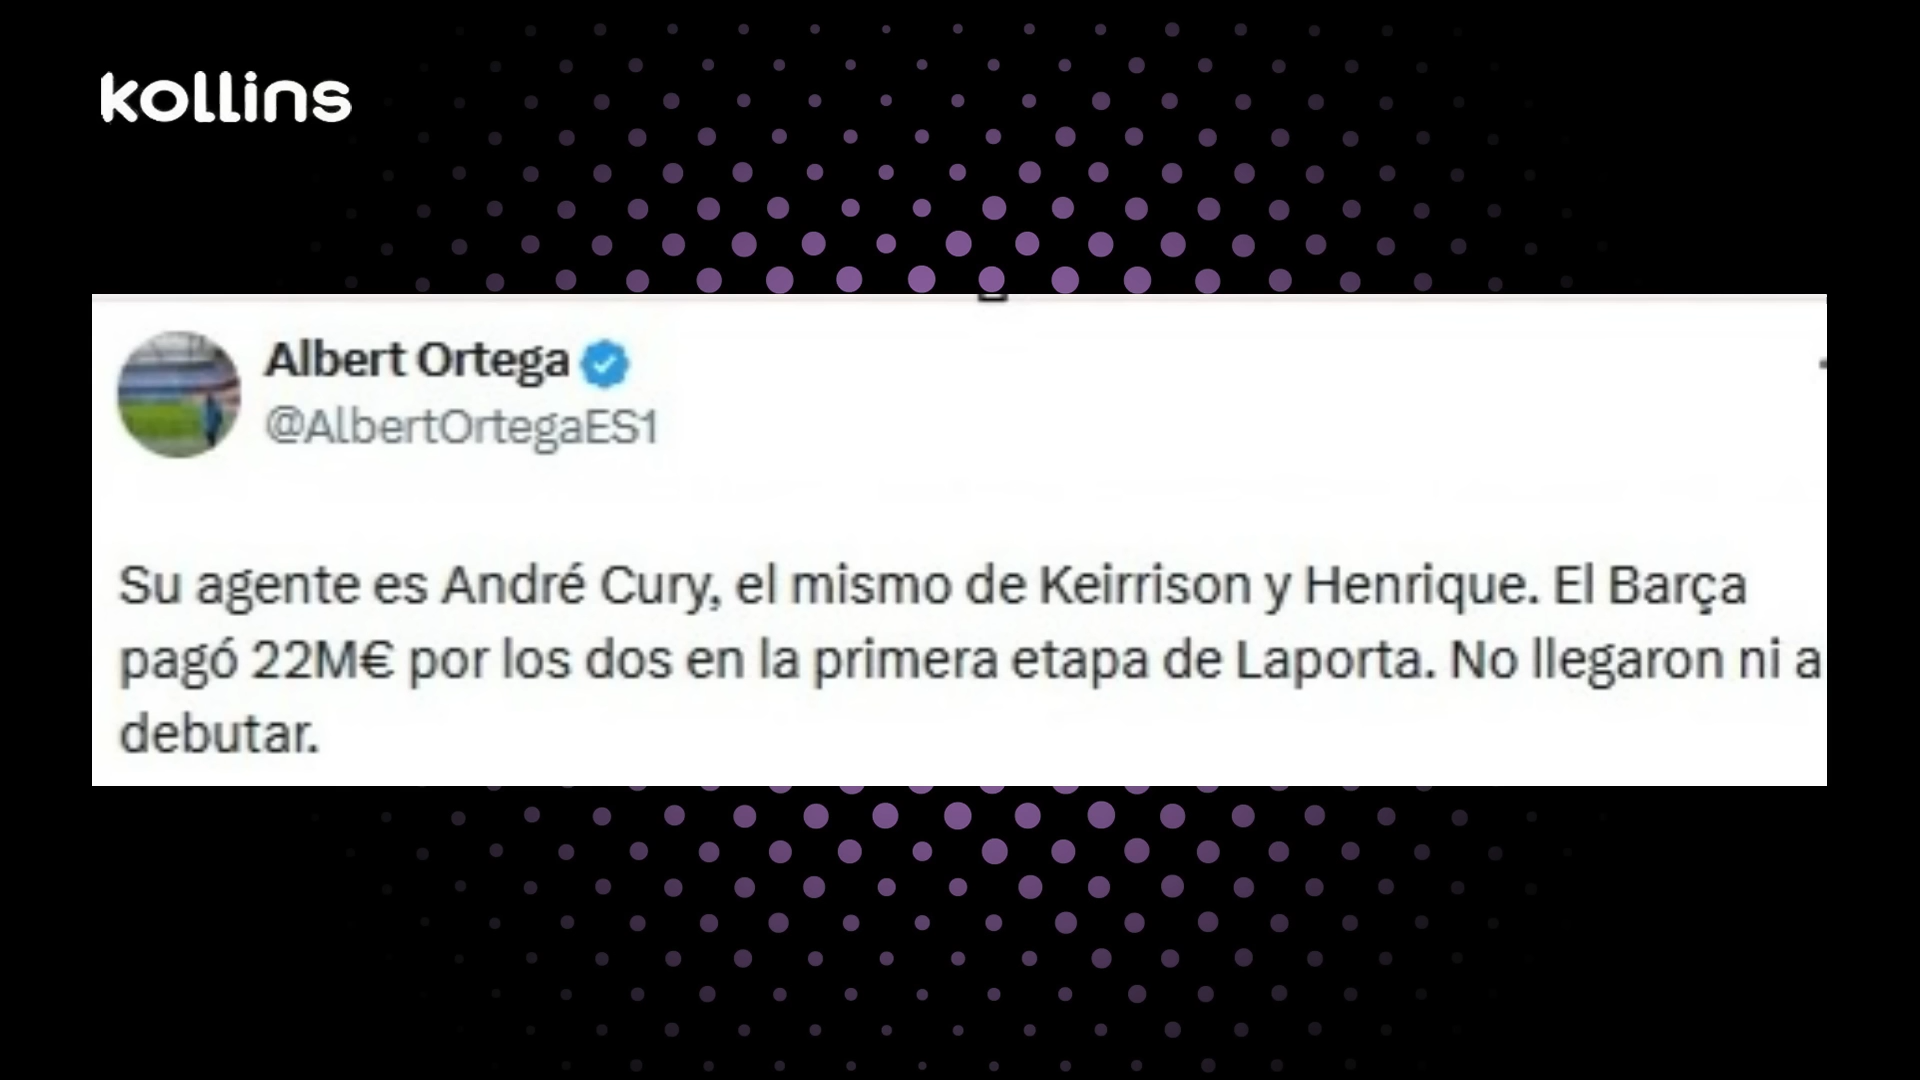 kollins
Albert Ortega
@AlbertOrtegaES1
Su agente es André Cury, el mismo de Keirrison y Henrique. El Barça
pagó 22M€ por los dos en la primera etapa de Laporta. No llegaron ni a
debutar.